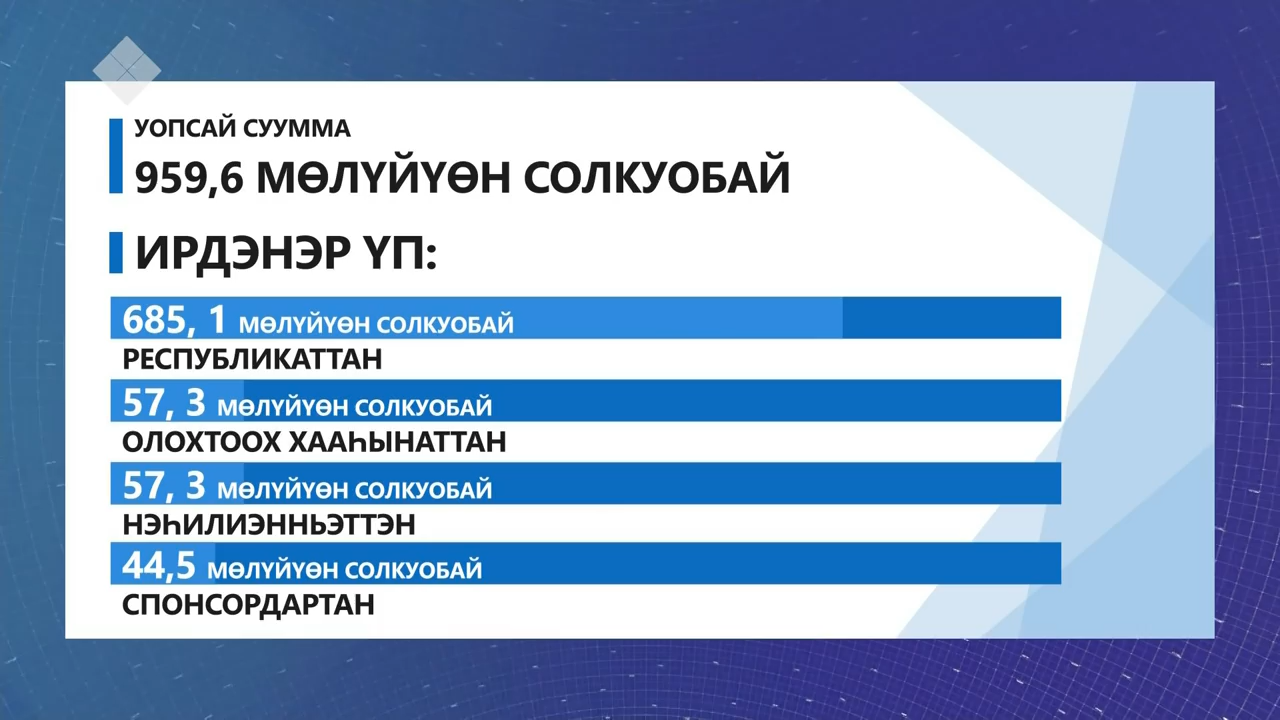 УОПСАЙ СУУММА
959,6 МӨЛҮЙҮӨН СОЛКУОБАЙ
ИРДЭНЭР ҮП:
685, 1 МӨЛҮЙҮӨН СОЛКУОБАЙ
РЕСПУБЛИКАТТАН
57, 3 МӨЛҮЙҮӨН СОЛКУОБАЙ
ОЛОХТООХ ХААҺЫНАТТАН
57, 3 МӨЛҮЙҮӨН СОЛКУОБАЙ
НЭҺИЛИЭННЬЭТТЭН
44,5 МӨЛҮЙҮӨН СОЛКУОБАЙ
СПОНСОРДАРТАН